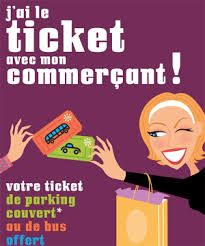 j'ai le
ticket
avec mon
commerçant !
votre ticket
de parking
couvert*
ou de bus
offert